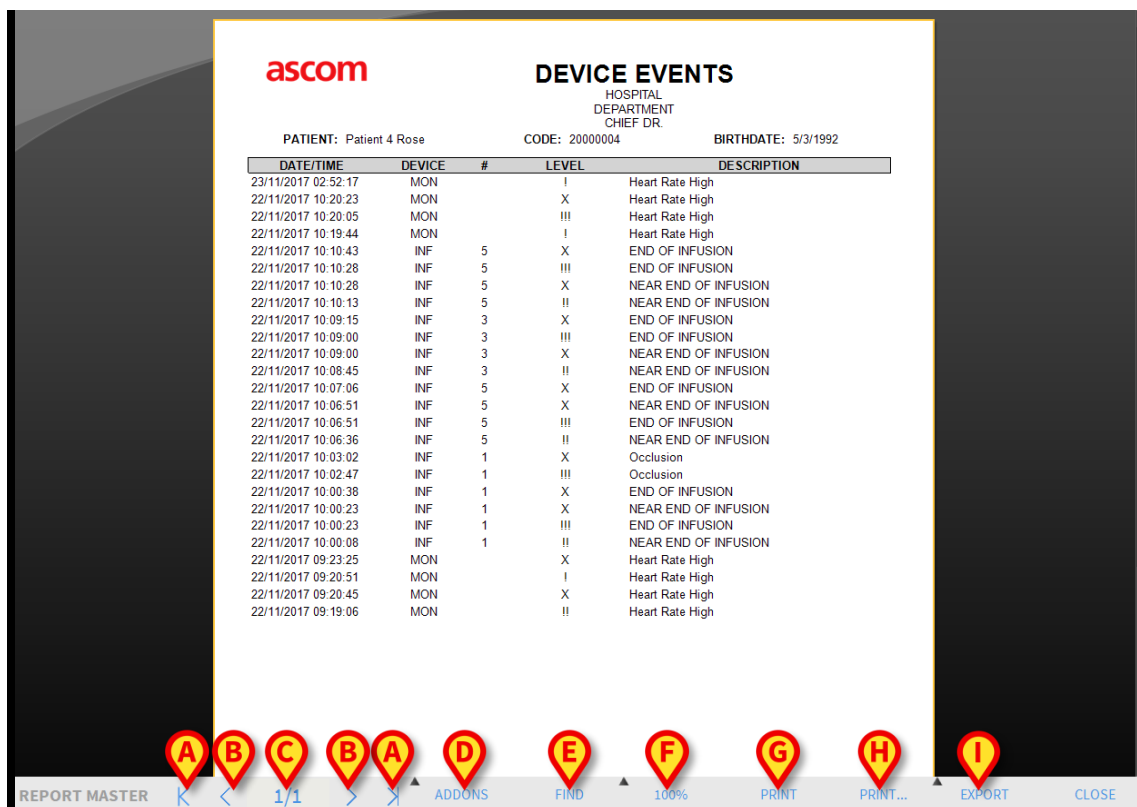 ascom
DEVICE EVENTS
HOSPITAL
DEPARTMENT
CHIEF DR.
PATIENT: Patient 4 Rose CODE: 20000004 BIRTHDATE: 5/3/1992
DATE/TIME DEVICE # LEVEL DESCRIPTION
23/11/2017 02:52:17 MON ! Heart Rate High
22/11/2017 10:20:23 MON X Heart Rate High
22/11/2017 10:20:05 MON !!! Heart Rate High
22/11/2017 10:19:44 MON ! Heart Rate High
22/11/2017 10:10:43 INF 5 X END OF INFUSION
22/11/2017 10:10:28 INF 5 !!! END OF INFUSION
22/11/2017 10:10:28 INF 5 X NEAR END OF INFUSION
22/11/2017 10:10:13 INF 5 !! NEAR END OF INFUSION
22/11/2017 10:09:15 INF 3 X END OF INFUSION
22/11/2017 10:09:00 INF 3 !!! END OF INFUSION
22/11/2017 10:09:00 INF 3 X NEAR END OF INFUSION
22/11/2017 10:08:45 INF 3 !! NEAR END OF INFUSION
22/11/2017 10:07:06 INF 5 X END OF INFUSION
22/11/2017 10:06:51 INF 5 X NEAR END OF INFUSION
22/11/2017 10:06:51 INF 5 !!! END OF INFUSION
22/11/2017 10:06:36 INF 5 !! NEAR END OF INFUSION
22/11/2017 10:03:02 INF 1 X Occlusion
22/11/2017 10:02:47 INF 1 !!! Occlusion
22/11/2017 10:00:38 INF 1 X END OF INFUSION
22/11/2017 10:00:23 INF 1 X NEAR END OF INFUSION
22/11/2017 10:00:23 INF 1 !!! END OF INFUSION
22/11/2017 10:00:08 INF 1 !! NEAR END OF INFUSION
22/11/2017 09:23:25 MON X Heart Rate High
22/11/2017 09:20:51 MON ! Heart Rate High
22/11/2017 09:20:45 MON X Heart Rate High
22/11/2017 09:19:06 MON !! Heart Rate High
A B C B A D E F G H I
REPORT MASTER 1/1 ADDONS FIND 100% PRINT PRINT... EXPORT CLOSE